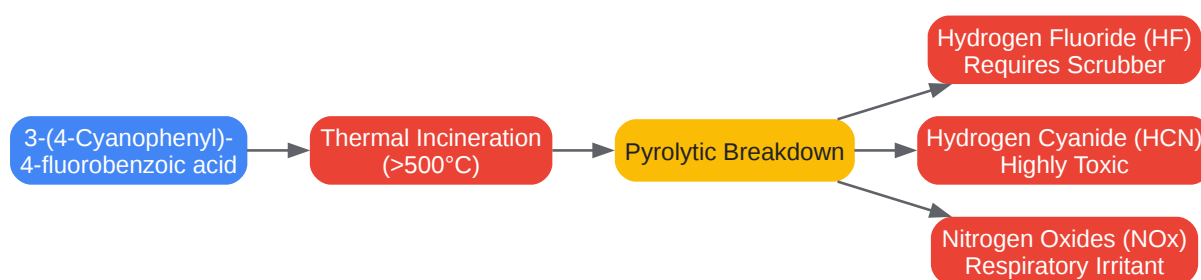 3-(4-Cyanophenyl)-
4-fluorobenzoic acid
Thermal Incineration
(>500°C)
Pyrolytic Breakdown
Hydrogen Fluoride (HF)
Requires Scrubber
Hydrogen Cyanide (HCN)
Highly Toxic
Nitrogen Oxides (NOx)
Respiratory Irritant